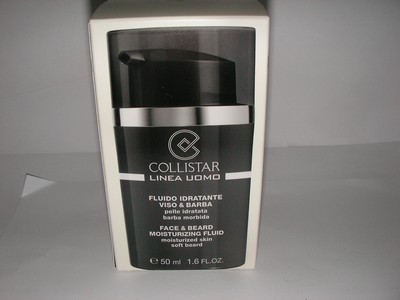 COLLISTAR
LINEA UOMO
FLUIDO IDRATANTE
VISO & BARBA
pelle idratata
barba morbida
FACE & BEARD
MOISTURIZING FLUID
moisturized skin
soft beard
e 50 ml 1.6 FL.OZ.